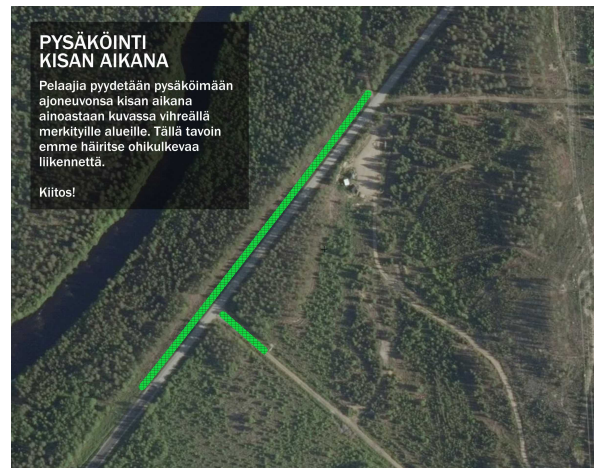 PYSÄKÖINTI
KISAN AIKANA
Pelaajia pyydetään pysäköimään
ajoneuvonsa kisan aikana
ainoastaan kuvassa vihreällä
merkityille alueille. Tällä tavoin
emme häiritse ohikulkevaa
liikennettä.
Kiitos!